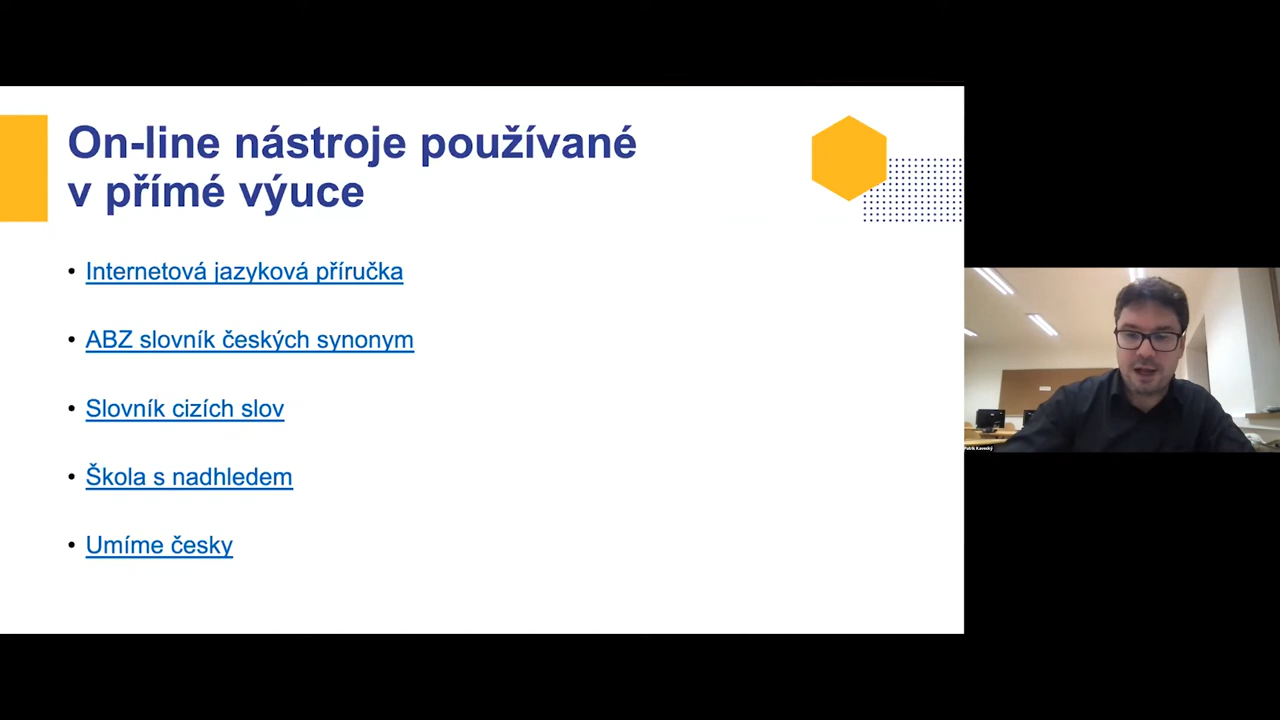 On-line nástroje používané
v přímé výuce
• Internetová jazyková příručka
• ABZ slovník českých synonym
• Slovník cizích slov
• Škola s nadhledem
• Umíme česky